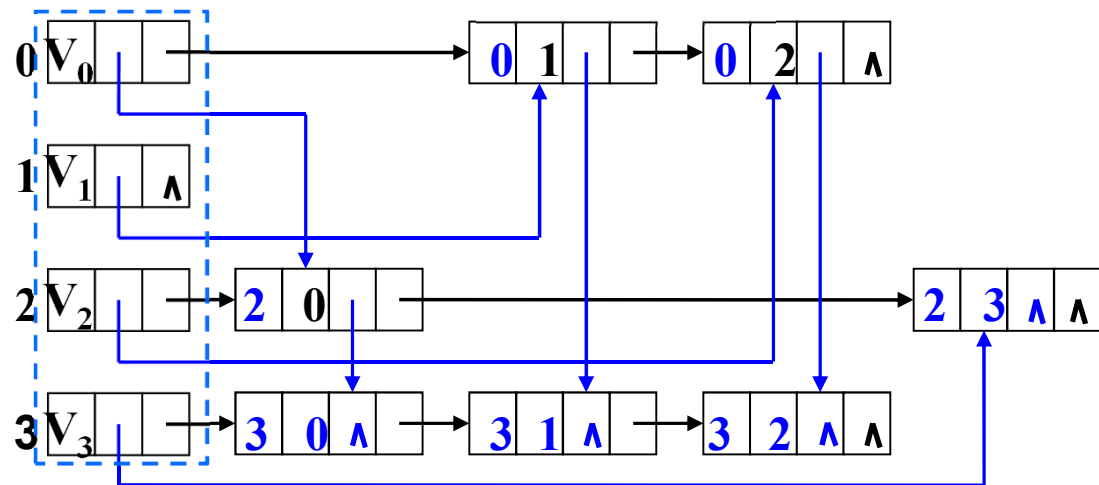 0 V₀ 0 1 0 2 ∧
1 V₁ ∧
2 V₂ 2 0 2 3 ∧ ∧
3 V₃ 3 0 ∧ 3 1 ∧ 3 2 ∧ ∧